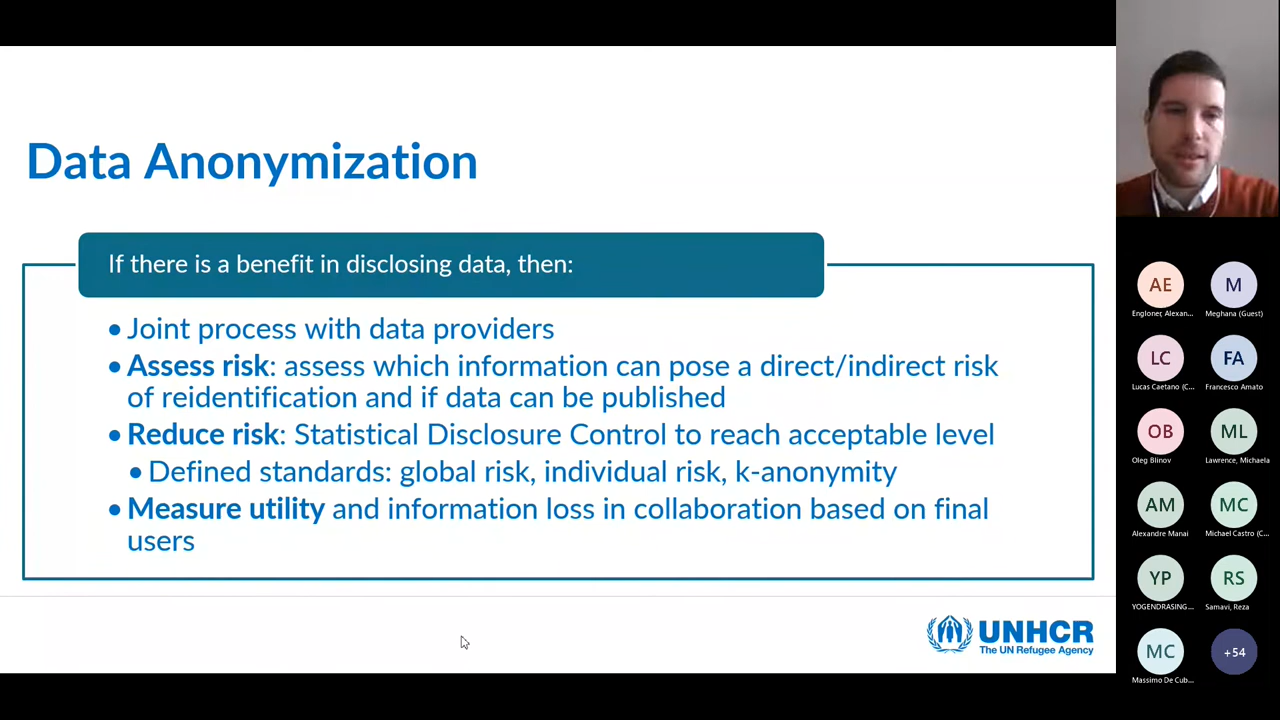 Data Anonymization
If there is a benefit in disclosing data, then:
• Joint process with data providers
• Assess risk: assess which information can pose a direct/indirect risk
of reidentification and if data can be published
• Reduce risk: Statistical Disclosure Control to reach acceptable level
• Defined standards: global risk, individual risk, k-anonymity
• Measure utility and information loss in collaboration based on final
users
UNHCR
The UN Refugee Agency
AE
M
Engloner, Alexan...
Meghana (Guest)
LC
FA
Lucas Caetano (C...
Francesco Amato
OB
ML
Oleg Blinov
Lawrence, Michaela
AM
MC
Alexandre Manai
Michael Castro (C...
YP
RS
YOGENDRASING...
Samavi, Reza
MC
+54
Massimo De Cub...